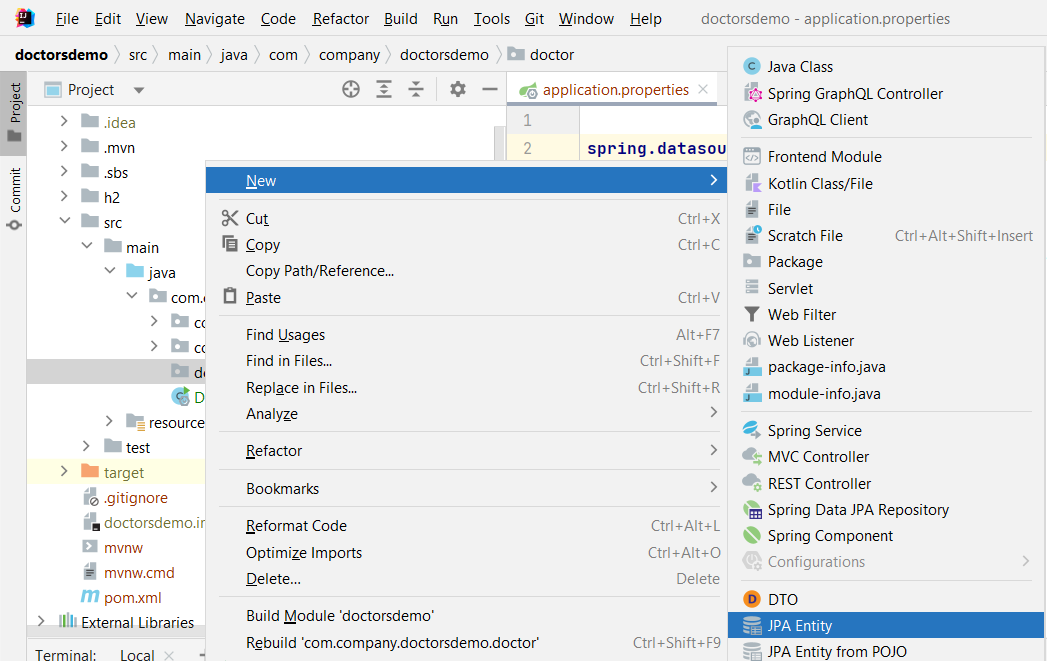 File Edit View Navigate Code Refactor Build Run Tools Git Window Help doctorsdemo - application.properties
doctorsdemo src main java com company doctorsdemo doctor
Project
Commit
Project
.idea
.mvn
.sbs
h2
src
main
java
com.
resource
test
target
.gitignore
doctorsdemo.i
mvnw
mvnw.cmd
pom.xml
External Libraries
Terminal: Local
application.properties
1
2 spring.datasou
New
Cut Ctrl+X
Copy Ctrl+C
Copy Path/Reference...
Paste Ctrl+V
Find Usages Alt+F7
Find in Files... Ctrl+Shift+F
Replace in Files... Ctrl+Shift+R
Analyze
Refactor
Bookmarks
Reformat Code Ctrl+Alt+L
Optimize Imports Ctrl+Alt+O
Delete... Delete
Build Module 'doctorsdemo'
Rebuild 'com.company.doctorsdemo.doctor' Ctrl+Shift+F9
Java Class
Spring GraphQL Controller
GraphQL Client
Frontend Module
Kotlin Class/File
File
Scratch File Ctrl+Alt+Shift+Insert
Package
Servlet
Web Filter
Web Listener
package-info.java
module-info.java
Spring Service
MVC Controller
REST Controller
Spring Data JPA Repository
Spring Component
Configurations
DTO
JPA Entity
JPA Entity from POJO